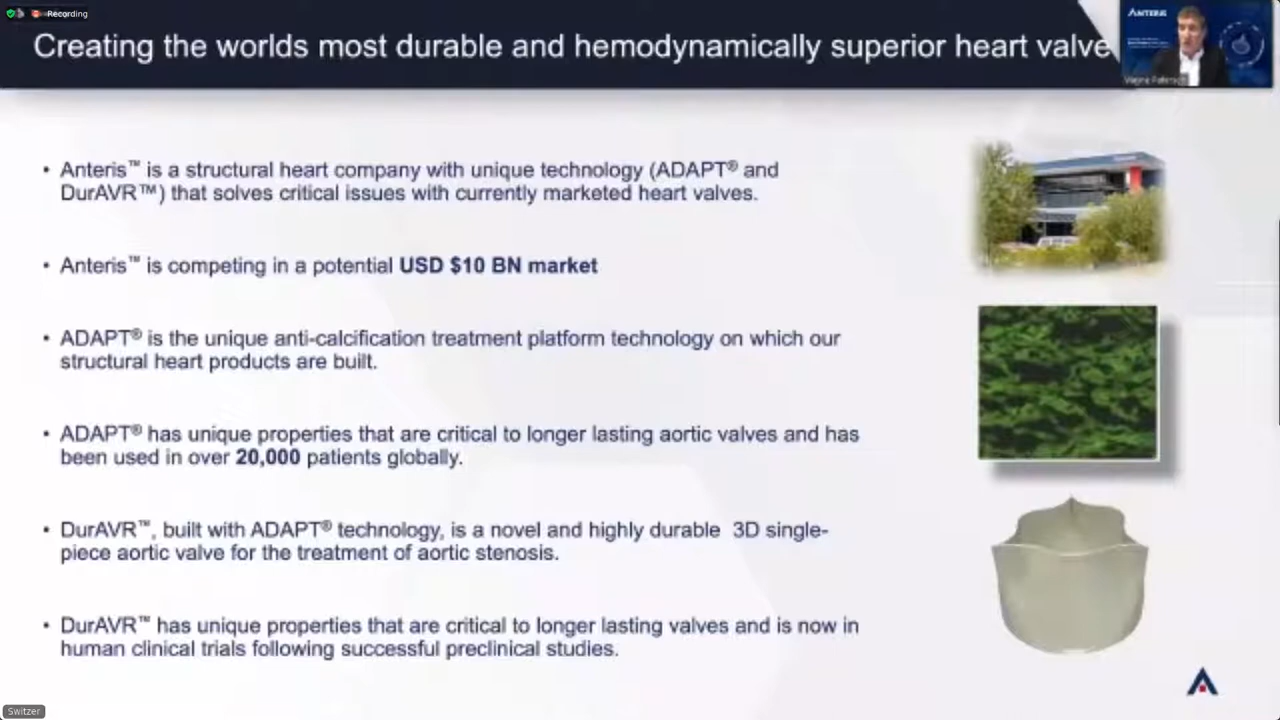 Recording
Creating the worlds most durable and hemodynamically superior heart valve
ANTERIS
Wayne Paterson
• Anteris™ is a structural heart company with unique technology (ADAPT® and
DurAVR™) that solves critical issues with currently marketed heart valves.
• Anteris™ is competing in a potential USD $10 BN market
• ADAPT® is the unique anti-calcification treatment platform technology on which our
structural heart products are built.
• ADAPT® has unique properties that are critical to longer lasting aortic valves and has
been used in over 20,000 patients globally.
• DurAVR™, built with ADAPT® technology, is a novel and highly durable 3D single-
piece aortic valve for the treatment of aortic stenosis.
• DurAVR™ has unique properties that are critical to longer lasting valves and is now in
human clinical trials following successful preclinical studies.
Switzer